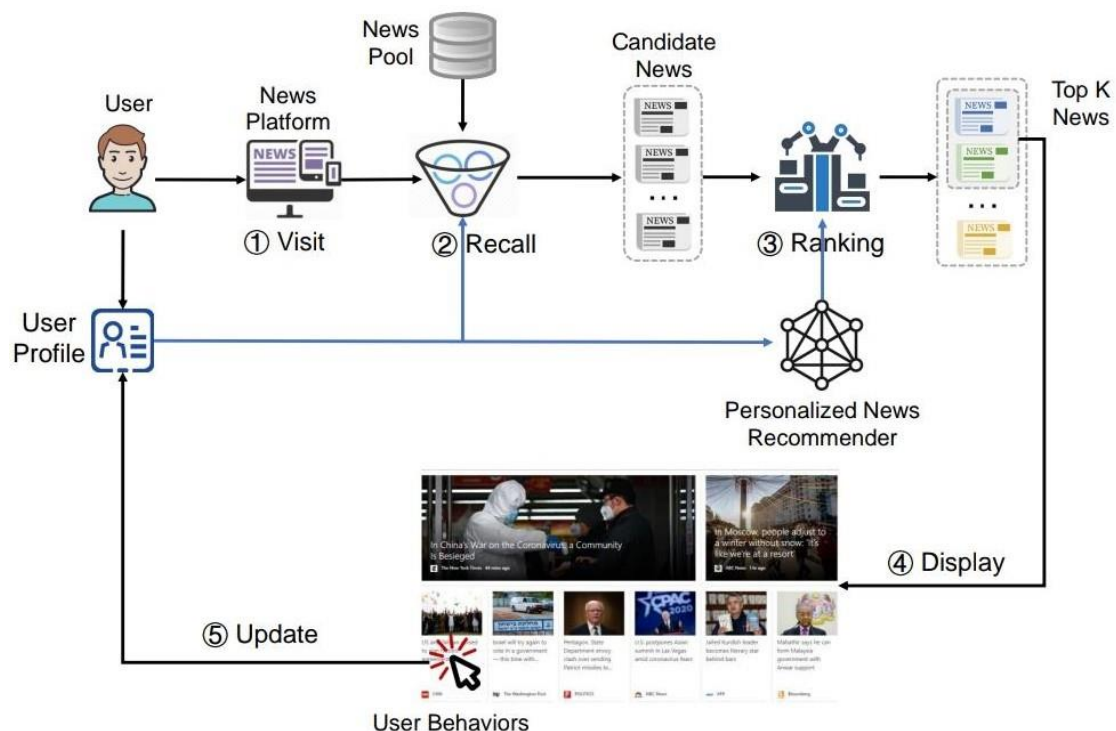 News
Pool
Candidate
News
Top K
News
User
News
Platform
NEWS
NEWS
NEWS
NEWS
NEWS
NEWS
NEWS
① Visit
② Recall
③ Ranking
User
Profile
Personalized News
Recommender
In China's War on the Coronavirus, a Community
Is Besieged
The New York Times
In Moscow, people adjust to
a winter without snow: 'It's
like we're at a resort'
NBC News
④ Display
CPAC
2020
Israel will try again to
vote in a government
— this time with...
Pentagon, State
Department envoy
clash over sending
Patriot missiles to...
U.S. postpones Asean
summit in Las Vegas
amid coronavirus fears
Jailed Kurdish leader
becomes literary star
behind bars
Mahathir says he can
form Malaysia
government with
Anwar support
CNN
The Washington Post
POLITICO
NBC News
AFP
Bloomberg
⑤ Update
User Behaviors